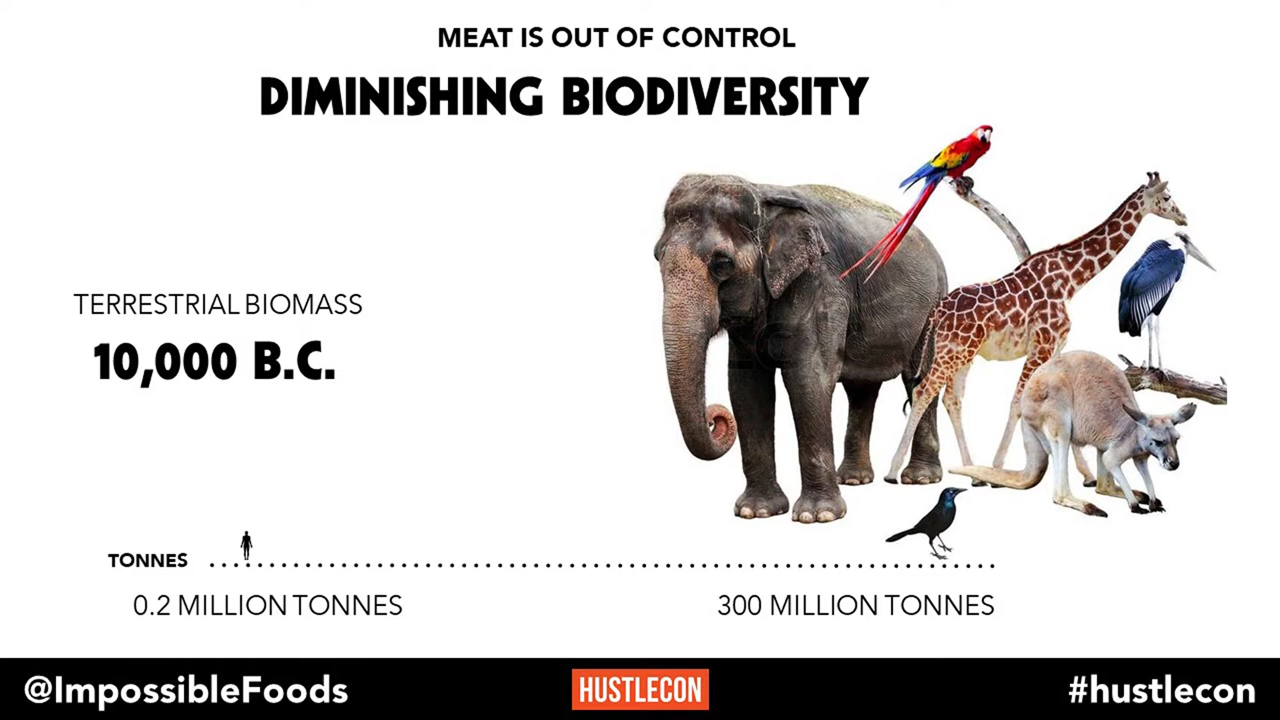 MEAT IS OUT OF CONTROL
DIMINISHING BIODIVERSITY
TERRESTRIAL BIOMASS
10,000 B.C.
TONNES
0.2 MILLION TONNES
300 MILLION TONNES
@ImpossibleFoods
HUSTLECON
#hustlecon